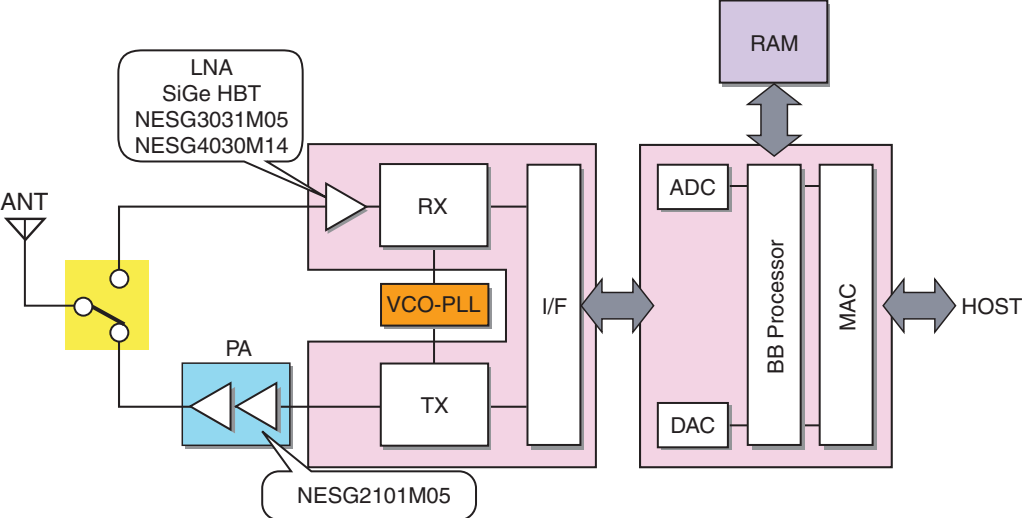 RAM
LNA
SiGe HBT
NESG3031M05
NESG4030M14
ANT
RX
ADC
VCO-PLL
I/F
BB Processor
MAC
HOST
PA
TX
DAC
NESG2101M05